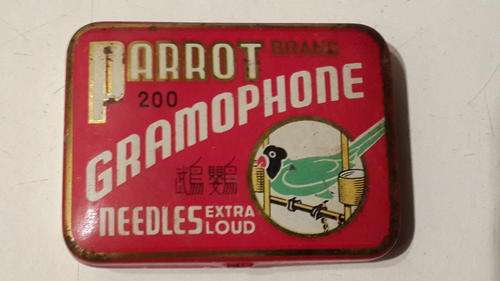 PARROT BRAND
200
GRAMOPHONE
鸚鵡
NEEDLES EXTRA
LOUD